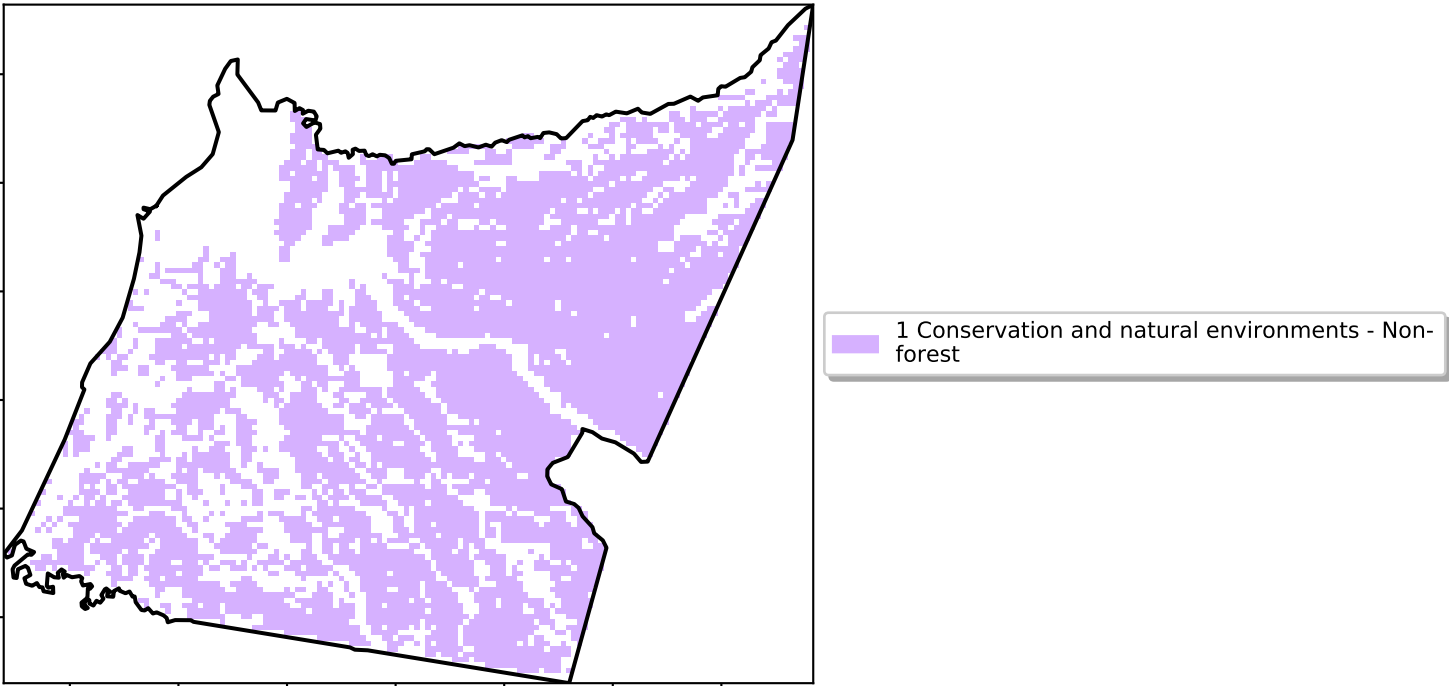 1 Conservation and natural environments - Non-
forest